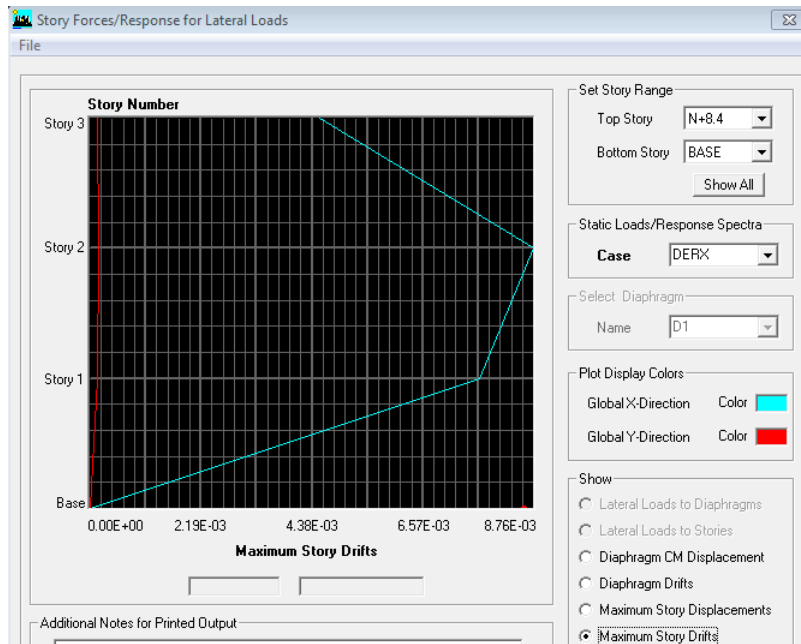 Story Forces/Response for Lateral Loads
File
Story Number
Story 3
Story 2
Story 1
Base
0.00E+00 2.19E-03 4.38E-03 6.57E-03 8.76E-03
Maximum Story Drifts
Additional Notes for Printed Output
Set Story Range
Top Story N+8.4
Bottom Story BASE
Show All
Static Loads/Response Spectra
Case DERX
Select Diaphragm
Name D1
Plot Display Colors
Global X-Direction Color
Global Y-Direction Color
Show
Lateral Loads to Diaphragms
Lateral Loads to Stories
Diaphragm CM Displacement
Diaphragm Drifts
Maximum Story Displacements
Maximum Story Drifts